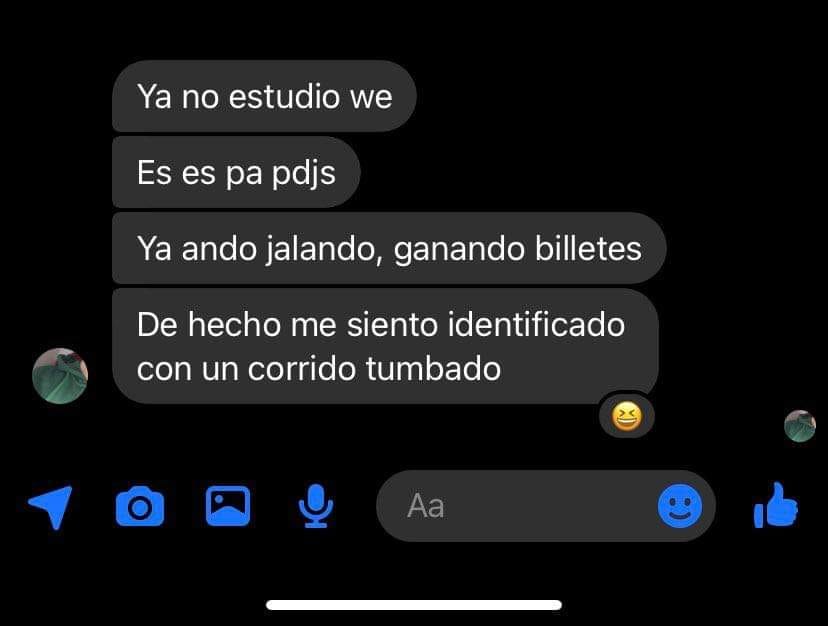 Ya no estudio we
Es es pa pdjs
Ya ando jalando, ganando billetes
De hecho me siento identificado
con un corrido tumbado
Aa